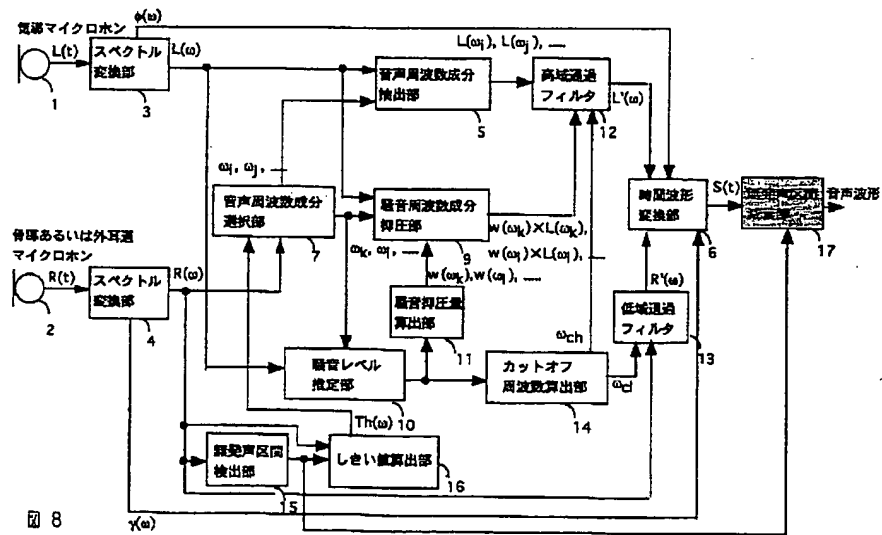 φ(ω)
気導マイクロホン
L(t)
スペクトル
変換部
L(ω)
1
3
L(ωi), L(ωj), ....
音声周波数成分
抽出部
5
高域通過
フィルタ
12
L'(ω)
ωi, ωj, ...
音声周波数成分
選択部
7
騒音周波数成分
抑圧部
9
ωk, ωl, ...
w(ωk)×L(ωk),
w(ωl)×L(ωl), ...
w(ωk),w(ωl), ....
時間波形
変換部
6
S(t)
音声波形
17
骨導あるいは外耳道
マイクロホン
R(t)
スペクトル
変換部
R(ω)
2
4
R'(ω)
低域通過
フィルタ
13
騒音抑圧量
算出部
11
ωch
騒音レベル
推定部
10
カットオフ
周波数算出部
14
ωcl
Th(ω)
無発声区間
検出部
15
しきい値算出部
16
図 8
γ(ω)